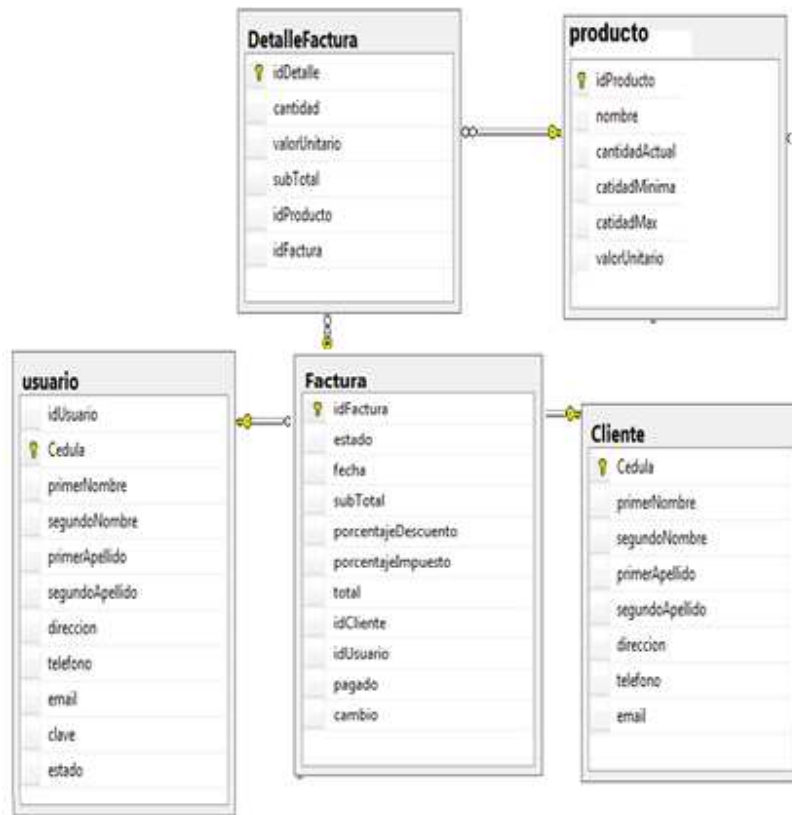 DetalleFactura
idDetalle
cantidad
valorUnitario
subTotal
idProducto
idFactura
producto
idProducto
nombre
cantidadActual
catidadMinima
catidadMax
valorUnitario
usuario
idUsuario
Cedula
primerNombre
segundoNombre
primerApellido
segundoApellido
direccion
telefono
email
clave
estado
Factura
idFactura
estado
fecha
subTotal
porcentajeDescuento
porcentajeImpuesto
total
idCliente
idUsuario
pagado
cambio
Cliente
Cedula
primerNombre
segundoNombre
primerApellido
segundoApellido
direccion
telefono
email